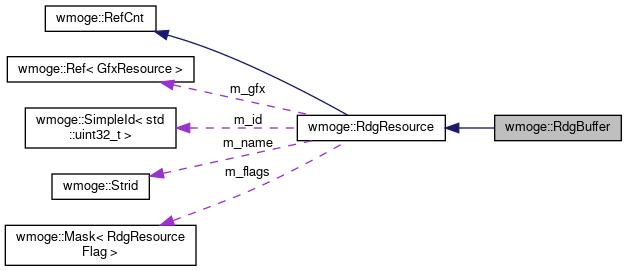 wmoge::RefCnt
wmoge::Ref< GfxResource >
m_gfx
wmoge::SimpleId< std
::uint32_t >
m_id
wmoge::RdgResource
wmoge::RdgBuffer
m_name
wmoge::Strid
m_flags
wmoge::Mask< RdgResource
Flag >